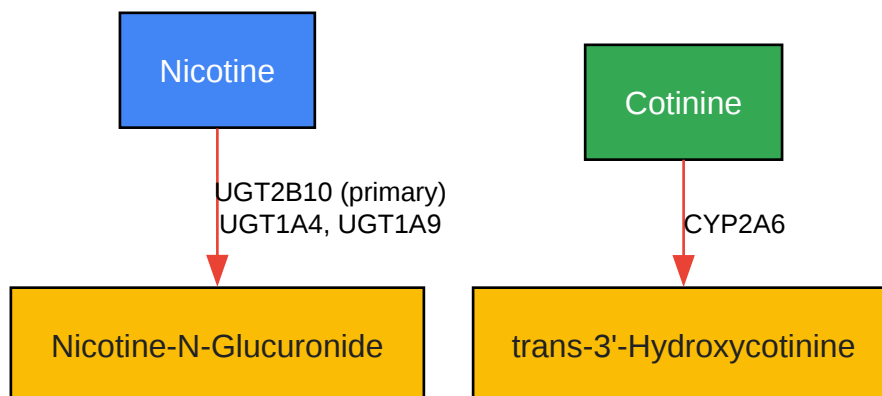 Nicotine
Cotinine
UGT2B10 (primary)
UGT1A4, UGT1A9
CYP2A6
Nicotine-N-Glucuronide
trans-3'-Hydroxycotinine